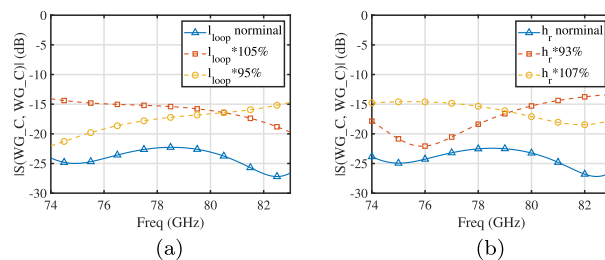 |S(WG_C, WG_C)| (dB)
0
-5
-10
-15
-20
-25
-30
74
76
78
80
82
Freq (GHz)
l_loop norminal
l_loop*105%
l_loop*95%
(a)
|S(WG_C, WG_C)| (dB)
0
-5
-10
-15
-20
-25
-30
74
76
78
80
82
Freq (GHz)
h_r norminal
h_r*93%
h_r*107%
(b)